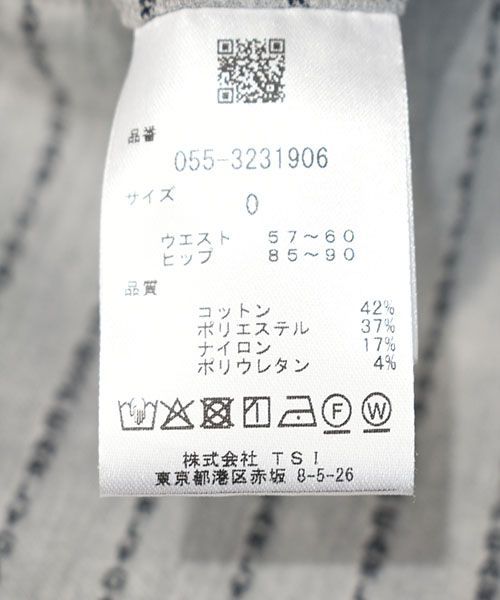 品番
055-3231906
サイズ
0
ウエスト 57～60
ヒップ 85～90
品質
コットン 42%
ポリエステル 37%
ナイロン 17%
ポリウレタン 4%
F W
株式会社 TSI
東京都港区赤坂 8-5-26